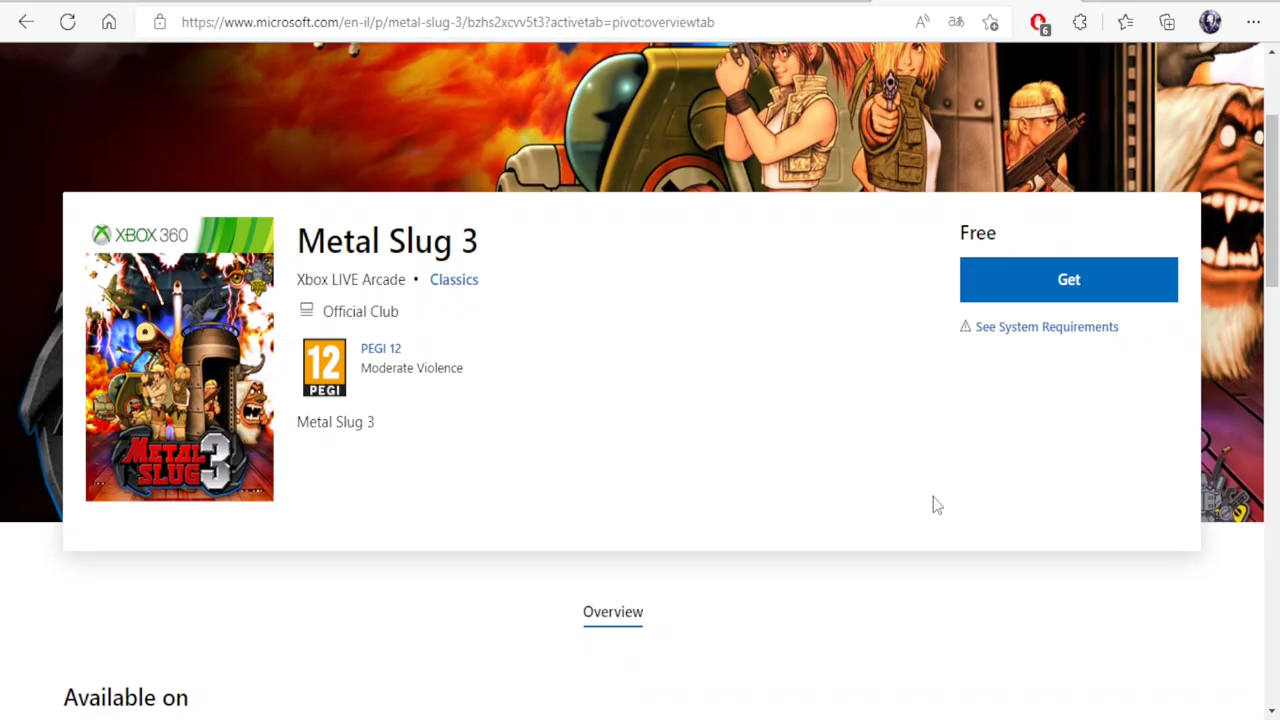 https://www.microsoft.com/en-il/p/metal-slug-3/bzhs2xcvv5t3?activetab=pivot:overviewtab
6
XBOX 360
METAL
SLUG 3
Metal Slug 3
Xbox LIVE Arcade • Classics
Official Club
12
PEGI
PEGI 12
Moderate Violence
Metal Slug 3
Free
Get
See System Requirements
Overview
Available on